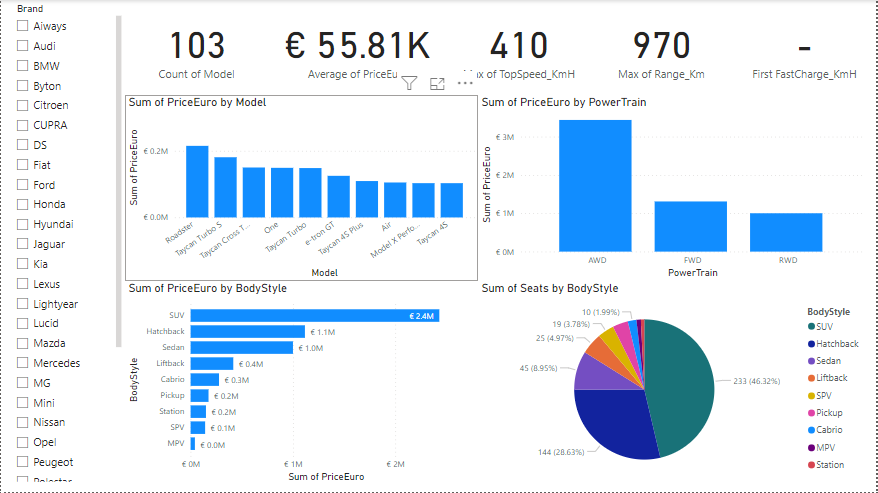 Brand
Aiways
Audi
BMW
Byton
Citroen
CUPRA
DS
Fiat
Ford
Honda
Hyundai
Jaguar
Kia
Lexus
Lightyear
Lucid
Mazda
Mercedes
MG
Mini
Nissan
Opel
Peugeot
103
Count of Model
€ 55.81K
Average of PriceEu
410
x of TopSpeed_KmH
970
Max of Range_Km
-
First FastCharge_KmH
Sum of PriceEuro by Model
Sum of PriceEuro
€ 0.2M
€ 0.0M
Roadster
Taycan Turbo S
Taycan Cross T...
One
Taycan Turbo
e-tron GT
Taycan 4S Plus
Air
Model X Perfo...
Taycan 4S
Model
Sum of PriceEuro by PowerTrain
Sum of PriceEuro
€ 3M
€ 2M
€ 1M
€ 0M
AWD
FWD
RWD
PowerTrain
Sum of PriceEuro by BodyStyle
BodyStyle
SUV
€ 2.4M
Hatchback
€ 1.1M
Sedan
€ 1.0M
Liftback
€ 0.4M
Cabrio
€ 0.3M
Pickup
€ 0.2M
Station
€ 0.2M
SPV
€ 0.1M
MPV
€ 0.0M
€ 0M
€ 1M
€ 2M
Sum of PriceEuro
Sum of Seats by BodyStyle
10 (1.99%)
19 (3.78%)
25 (4.97%)
45 (8.95%)
144 (28.63%)
233 (46.32%)
BodyStyle
SUV
Hatchback
Sedan
Liftback
SPV
Pickup
Cabrio
MPV
Station